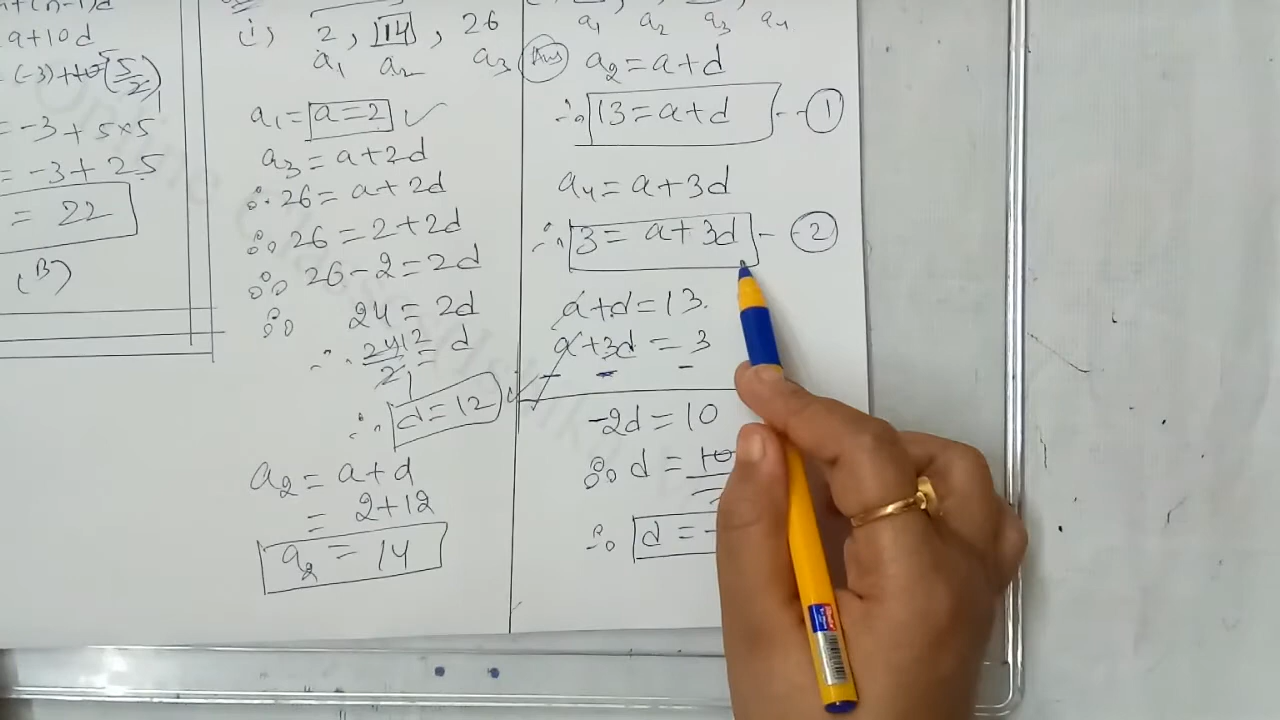 a+10d
= (-3)+10(5/2)
= -3 + 5×5
= -3 + 25
= 22
(B)
(i) 2, 14, 26
a1 a2 a3
a1 = a=2 ✓
a3 = a+2d
∴ 26 = a+2d
∴ 26 = 2+2d
∴ 26-2 = 2d
∴ 24 = 2d
∴ 24/2 12/1 = d
∴ d=12 ✓
a2 = a+d
= 2+12
a2 = 14
a1 a2 a3 a4
Ans a2 = a+d
∴ 13 = a+d -- 1
a4 = a+3d
∴ 3 = a+3d - 2
a+d = 13.
a+3d = 3
- - -
-2d = 10
∴ d = 10
∴ d = -